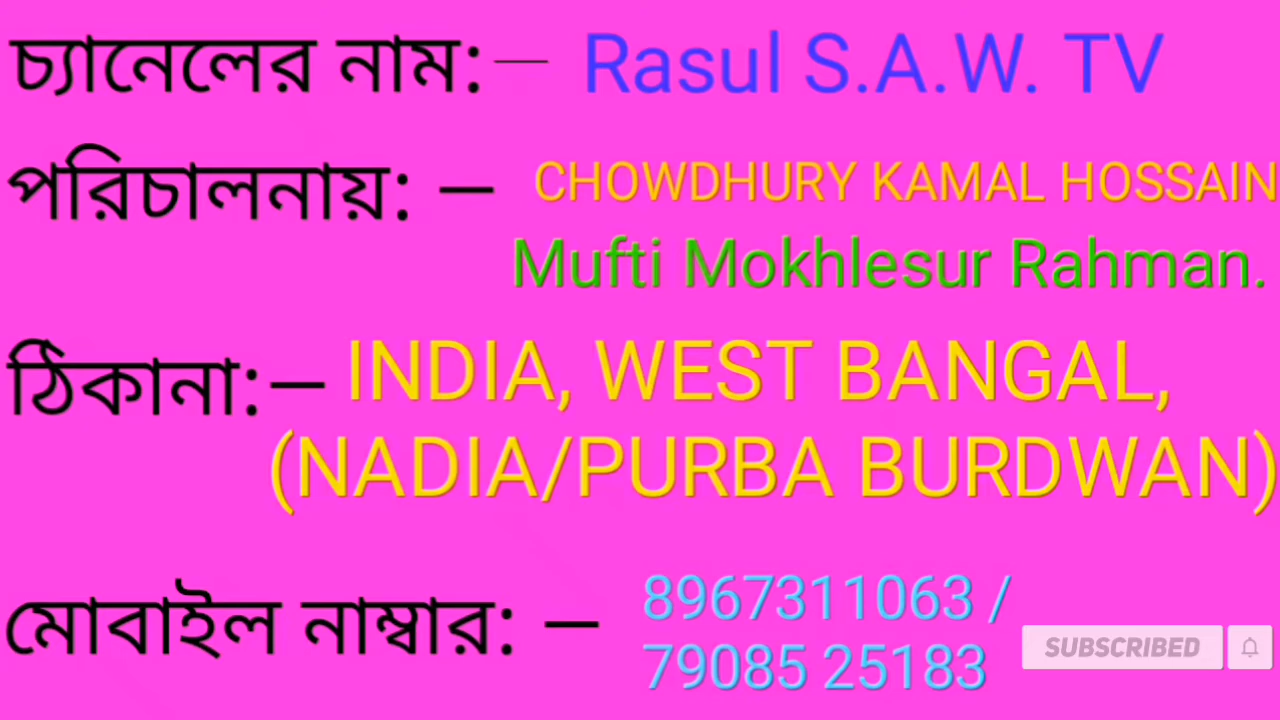 চ্যানেলের নাম:— Rasul S.A.W. TV
পরিচালনায়: — CHOWDHURY KAMAL HOSSAIN
Mufti Mokhlesur Rahman.
ঠিকানা:— INDIA, WEST BANGAL,
(NADIA/PURBA BURDWAN)
মোবাইল নাম্বার: — 8967311063 /
79085 25183
SUBSCRIBED